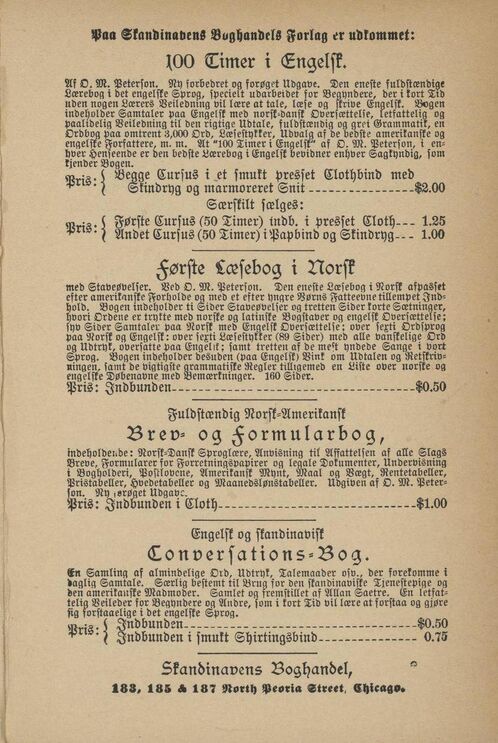 Paa Skandinavens Boghandels Forlag er udkommet:
100 Timer i Engelsk.
Af O. M. Peterson. Ny forbedret og forøget Udgave. Den eneste fuldstændige
Lærebog i det engelske Sprog, specielt udarbeidet for Begyndere, der i kort Tid
uden nogen Lærers Veiledning vil lære at tale, læse og skrive Engelsk. Bogen
indeholder Samtaler paa Engelsk med norsk-dansk Oversættelse, letfattelig og
paalidelig Veiledning til den rigtige Udtale, fuldstændig og grei Grammatik, en
Ordbog paa omtrent 3,000 Ord, Læsestykker, Udvalg af de bedste amerikanske og
engelske Forfattere, m. m. At "100 Timer i Engelsk" af O. M. Peterson, i en-
hver Henseende er den bedste Lærebog i Engelsk bevidner enhver Sagkyndig, som
kjender Bogen.
Pris: { Begge Cursus i et smukt presset Clothbind med
Skindryg og marmoreret Snit ------------- $2.00
Særskilt sælges:
Pris: { Første Cursus (50 Timer) indb. i presset Cloth--- 1.25
Andet Cursus (50 Timer) i Papbind og Skindryg--- 1.00
Første Læsebog i Norsk
med Staveøvelser. Ved O. M. Peterson. Den eneste Læsebog i Norsk afpasset
efter amerikanske Forholde og med et efter yngre Børns Fatteevne tillempet Ind-
hold. Bogen indeholder ti Sider Staveøvelser og tretten Sider korte Sætninger,
hvori Ordene er trykte med norske og latinske Bogstaver og engelsk Oversættelse;
syv Sider Samtaler paa Norsk med Engelsk Oversættelse; over sexti Ordsprog
paa Norsk og Engelsk; over sexti Læsestykker (89 Sider) med alle vanskelige Ord
og Udtryk, oversatte paa Engelsk; samt tretten af de mest yndede Sange i vort
Sprog. Bogen indeholder desuden (paa Engelsk) Vink om Udtalen og Retskriv-
ningen, samt de vigtigste grammatiske Regler tilligemed en Liste over norske og
engelske Døbenavne med Bemærkninger. 160 Sider.
Pris: Indbunden------------------------------- $0.50
Fuldstændig Norsk-Amerikansk
Brev- og Formularbog,
indeholdende: Norsk-Dansk Sproglære, Anvisning til Affattelsen af alle Slags
Breve, Formularer for Forretningspapirer og legale Dokumenter, Undervisning
i Bogholderi, Postlovene, Amerikansk Mynt, Maal og Vægt, Rentetabeller,
Pristabeller, Hvedetabeller og Maanedslønstabeller. Udgiven af O. M. Peter-
son. Ny forøget Udgave.
Pris: Indbunden i Cloth------------------------ $1.00
Engelsk og skandinavisk
Conversations-Bog.
En Samling af almindelige Ord, Udtryk, Talemaader osv., der forekomme i
daglig Samtale. Særlig bestemt til Brug for den skandinaviske Tjenestepige og
den amerikanske Madmoder. Samlet og fremstillet af Allan Saetre. En letfat-
telig Veileder for Begyndere og Andre, som i kort Tid vil lære at forstaa og gjøre
sig forstaaelige i det engelske Sprog.
Pris: { Indbunden------------------------------- $0.50
Indbunden i smukt Shirtingsbind------------ 0.75
Skandinavens Boghandel,
183, 185 & 187 North Peoria Street, Chicago.